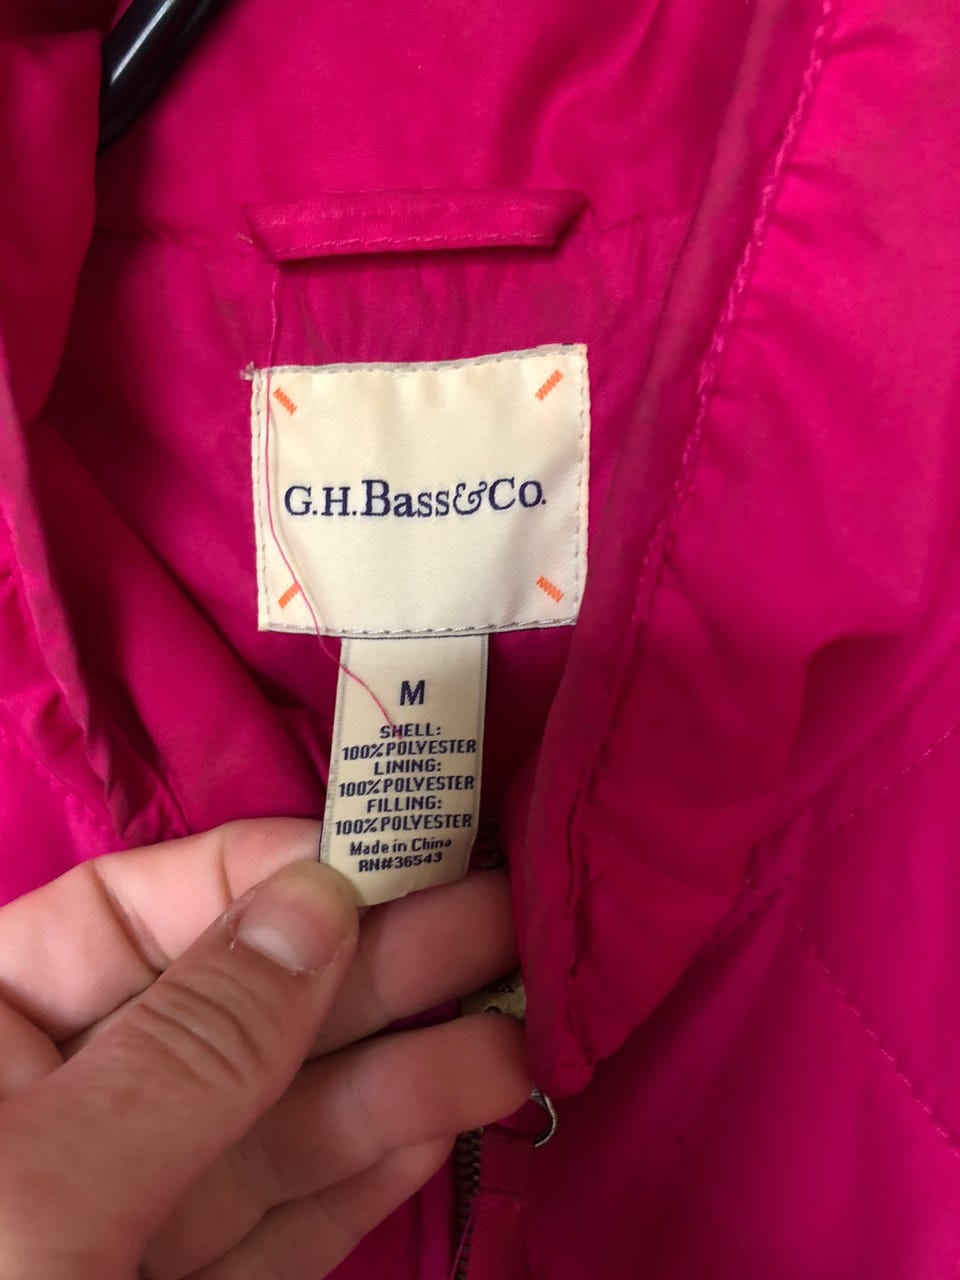 G.H.Bass&Co.
M
SHELL:
100%POLYESTER
LINING:
100%POLYESTER
FILLING:
100%POLYESTER
Made in China
RN#36543